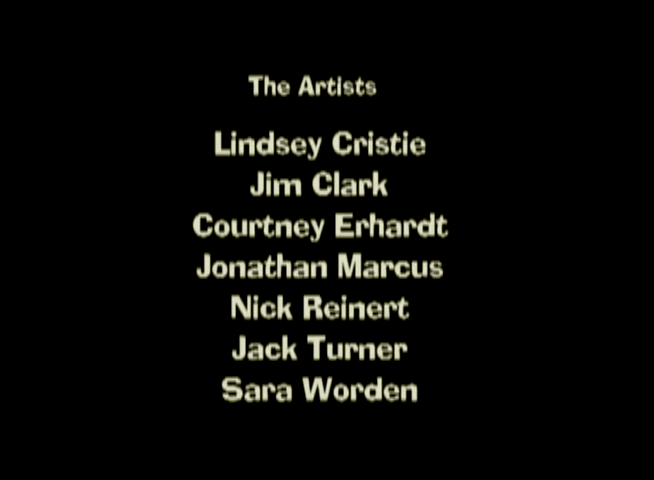 The Artists
Lindsey Cristie
Jim Clark
Courtney Erhardt
Jonathan Marcus
Nick Reinert
Jack Turner
Sara Worden